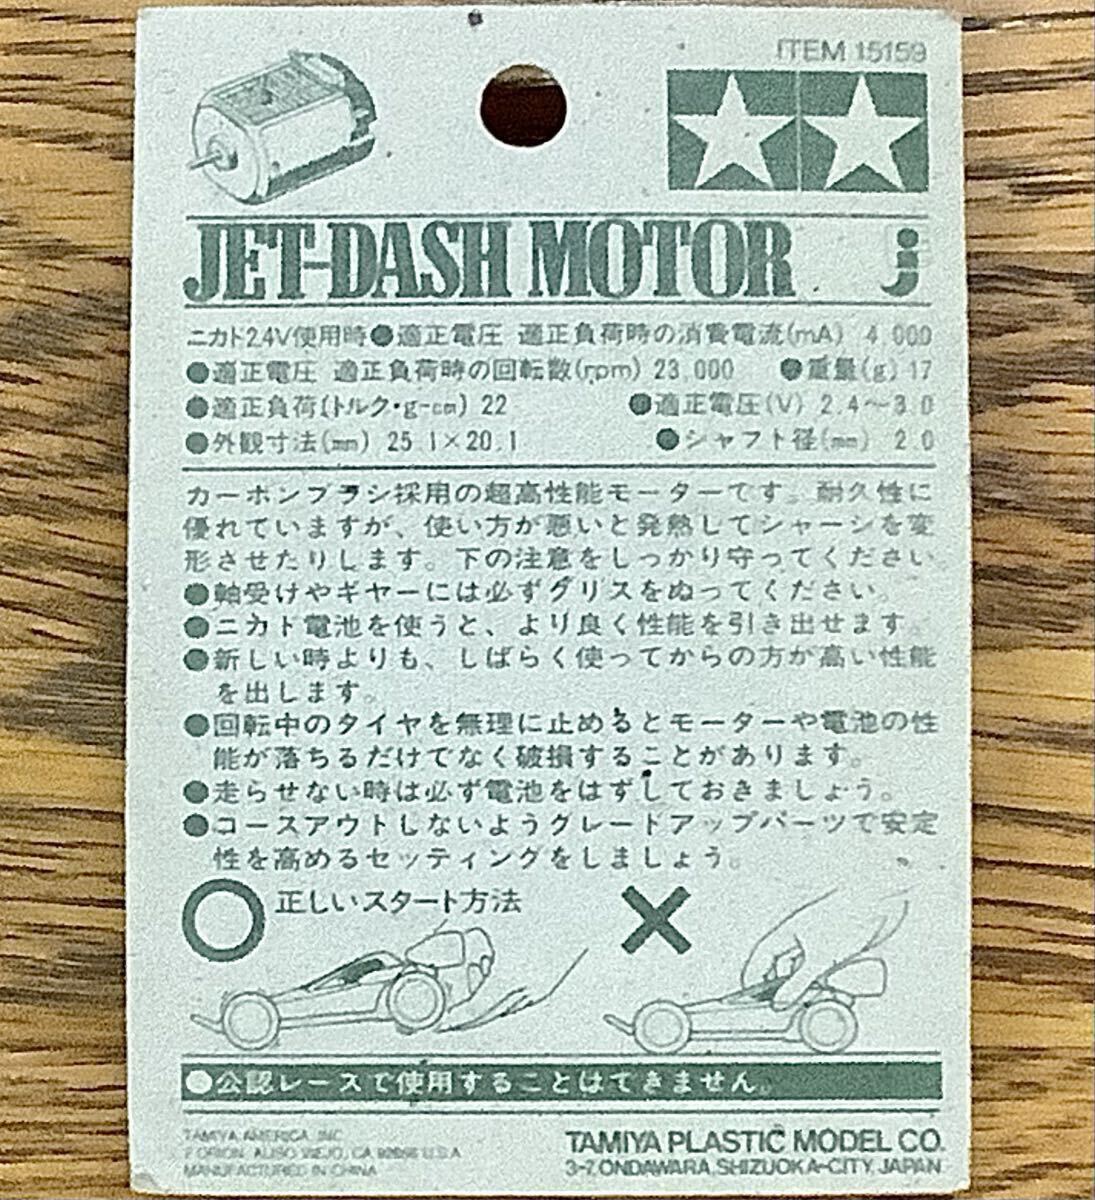 ITEM 15159
JET-DASH MOTOR j
ニカド2.4V使用時●適正電圧 適正負荷時の消費電流(mA) 4,000
●適正電圧 適正負荷時の回転数(rpm) 23,000 ●重量(g) 17
●適正負荷(トルク・g-cm) 22 ●適正電圧(V) 2.4〜3.0
●外観寸法(mm) 25.1×20.1 ●シャフト径(mm) 2.0
カーボンブラシ採用の超高性能モーターです。耐久性に
優れていますが、使い方が悪いと発熱してシャーシを変
形させたりします。下の注意をしっかり守ってください。
●軸受けやギヤーには必ずグリスをぬってください。
●ニカド電池を使うと、より良く性能を引き出せます。
●新しい時よりも、しばらく使ってからの方が高い性能
を出します。
●回転中のタイヤを無理に止めるとモーターや電池の性
能が落ちるだけでなく破損することがあります。
●走らせない時は必ず電池をはずしておきましょう。
●コースアウトしないようグレードアップパーツで安定
性を高めるセッティングをしましょう。
正しいスタート方法
●公認レースで使用することはできません。
TAMIYA AMERICA, INC.
2 ORION, ALISO VIEJO, CA 92656 U.S.A.
MANUFACTURED IN CHINA
TAMIYA PLASTIC MODEL CO.
3-7, ONDAWARA, SHIZUOKA-CITY, JAPAN